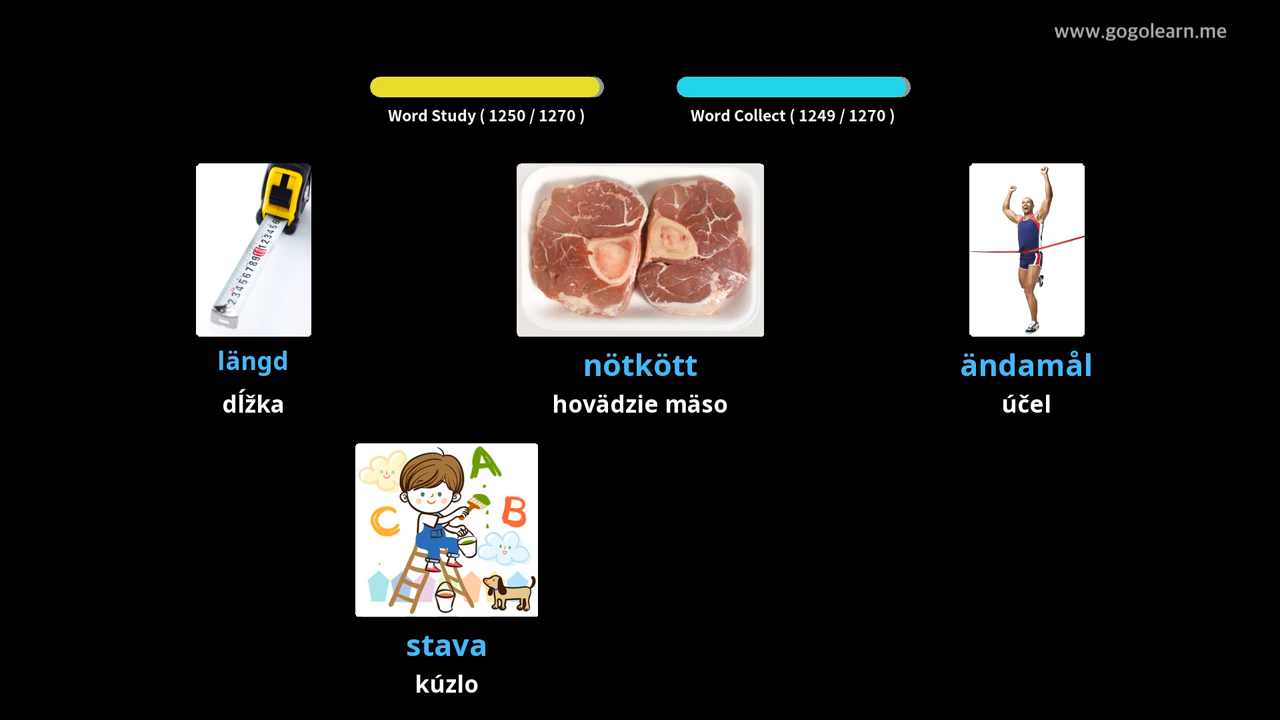 www.gogolearn.me
Word Study ( 1250 / 1270 )
Word Collect ( 1249 / 1270 )
längd
nötkött
ändamål
dĺžka
hovädzie mäso
účel
A
B
C
stava
kúzlo